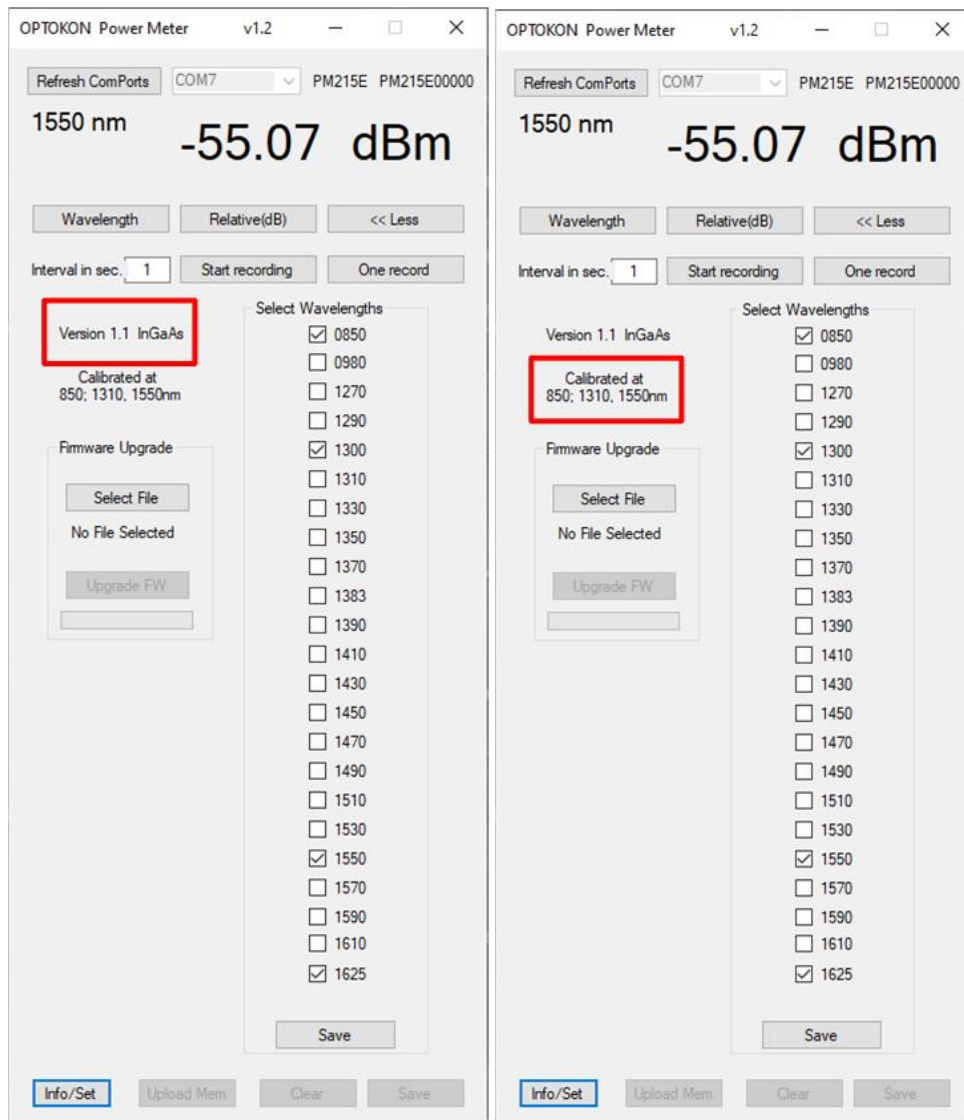 OPTOKON Power Meter v1.2
Refresh ComPorts COM7 PM215E PM215E00000
1550 nm
-55.07 dBm
Wavelength Relative(dB) << Less
Interval in sec. 1 Start recording One record
Version 1.1 InGaAs
Calibrated at
850; 1310, 1550nm
Firmware Upgrade
Select File
No File Selected
Upgrade FW
Select Wavelengths
0850
0980
1270
1290
1300
1310
1330
1350
1370
1383
1390
1410
1430
1450
1470
1490
1510
1530
1550
1570
1590
1610
1625
Save
Info/Set Upload Mem Clear Save
OPTOKON Power Meter v1.2
Refresh ComPorts COM7 PM215E PM215E00000
1550 nm
-55.07 dBm
Wavelength Relative(dB) << Less
Interval in sec. 1 Start recording One record
Version 1.1 InGaAs
Calibrated at
850; 1310, 1550nm
Firmware Upgrade
Select File
No File Selected
Upgrade FW
Select Wavelengths
0850
0980
1270
1290
1300
1310
1330
1350
1370
1383
1390
1410
1430
1450
1470
1490
1510
1530
1550
1570
1590
1610
1625
Save
Info/Set Upload Mem Clear Save